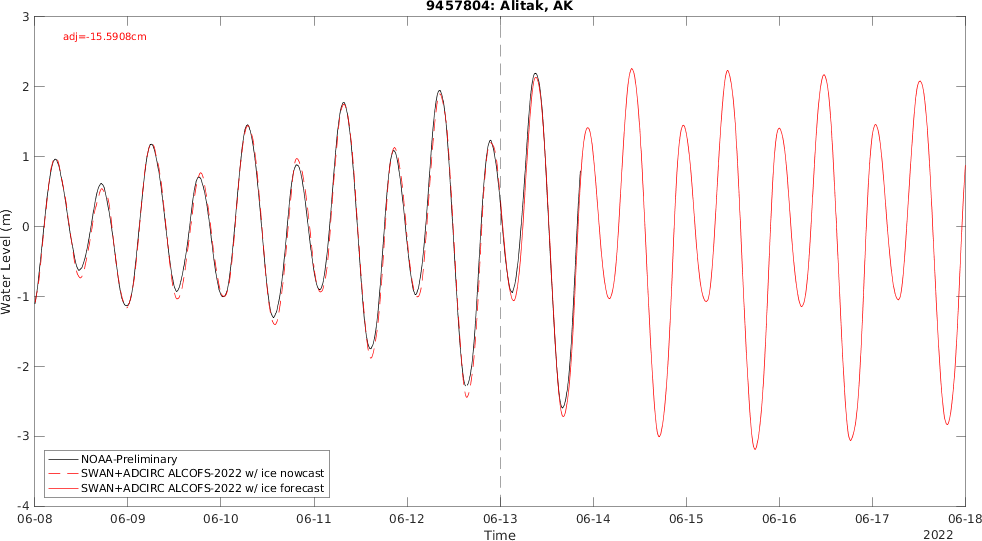 9457804: Alitak, AK
adj=-15.5908cm
3
2
1
0
-1
-2
-3
-4
Water Level (m)
NOAA-Preliminary
SWAN+ADCIRC ALCOFS-2022 w/ ice nowcast
SWAN+ADCIRC ALCOFS-2022 w/ ice forecast
06-08 06-09 06-10 06-11 06-12 06-13 06-14 06-15 06-16 06-17 06-18
Time
2022